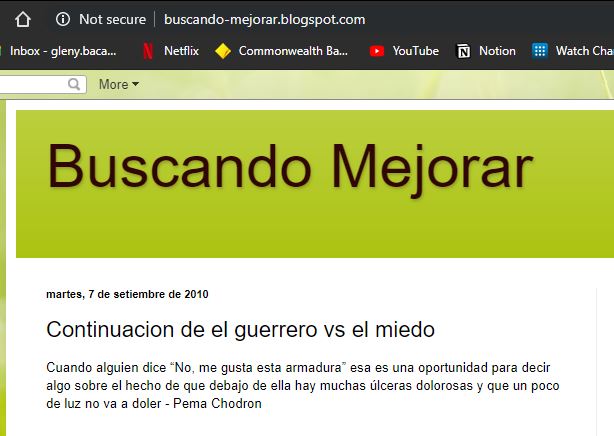 Not secure | buscando-mejorar.blogspot.com
Inbox - gleny.baca... Netflix Commonwealth Ba... YouTube Notion Watch Char
More
Buscando Mejorar
martes, 7 de setiembre de 2010
Continuacion de el guerrero vs el miedo
Cuando alguien dice “No, me gusta esta armadura” esa es una oportunidad para decir
algo sobre el hecho de que debajo de ella hay muchas úlceras dolorosas y que un poco
de luz no va a doler - Pema Chodron